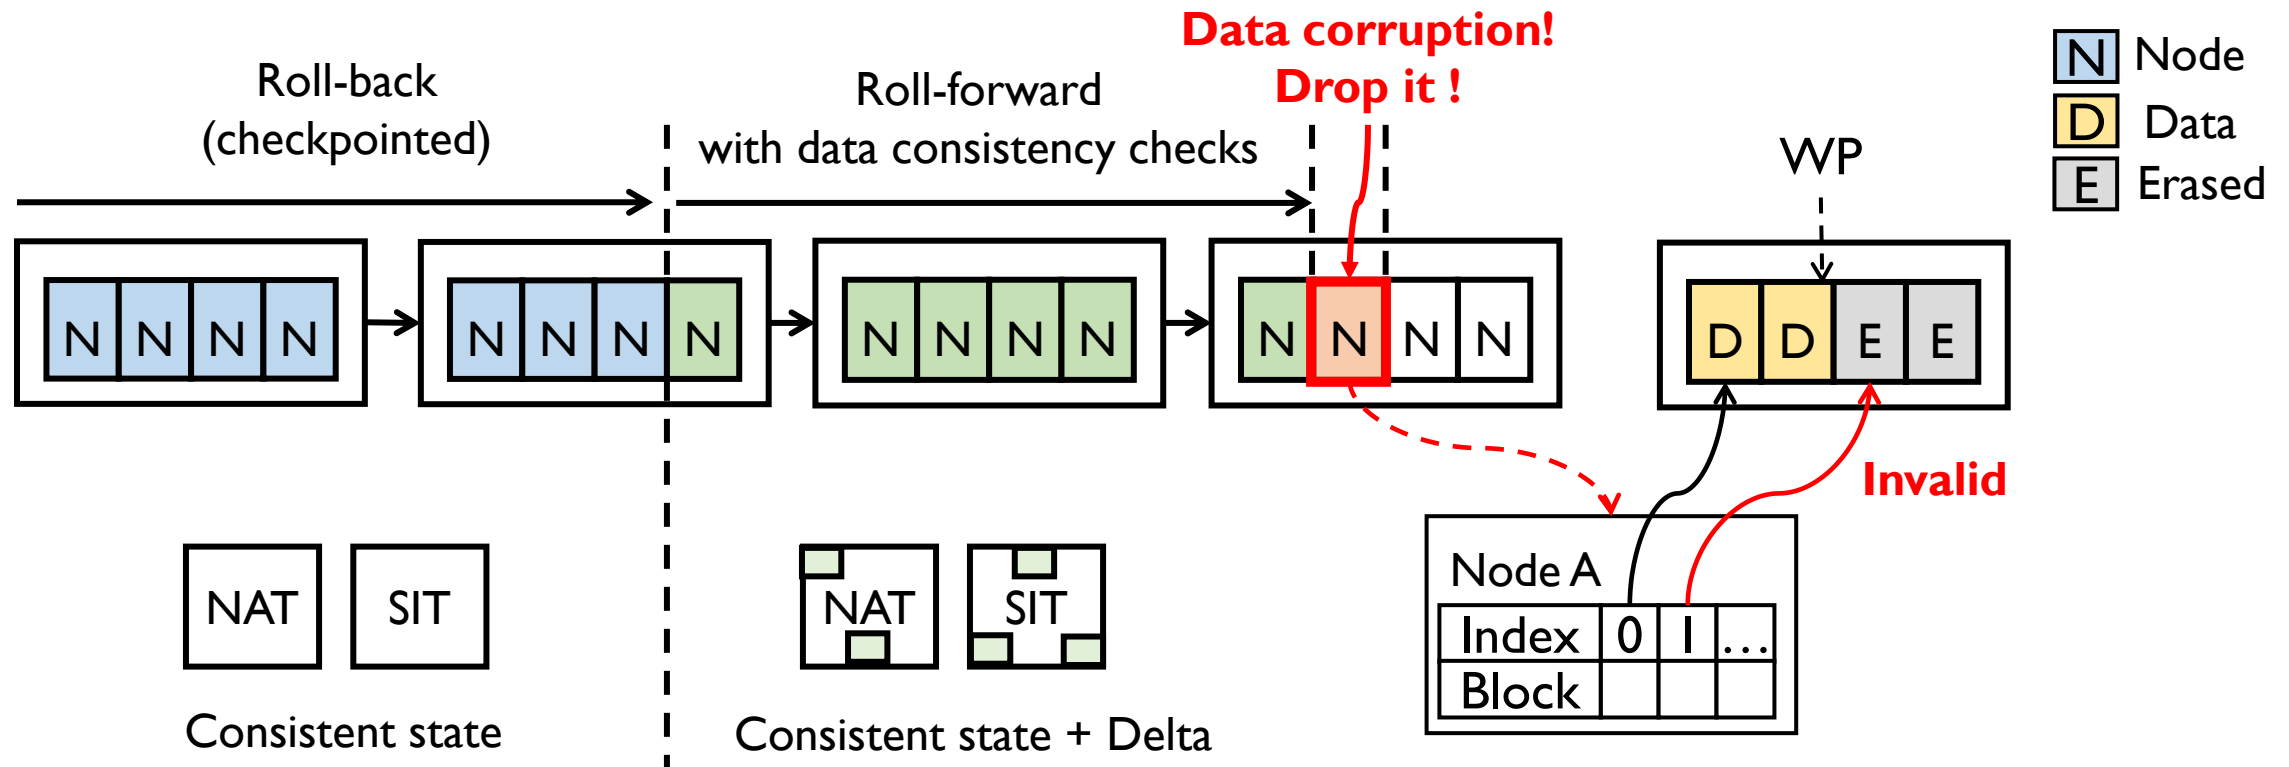 Data corruption!
Drop it !
Roll-back
(checkpointed)
Roll-forward
with data consistency checks
WP
N Node
D Data
E Erased
N N N N
N N N N
N N N N
N N N N
D D E E
Invalid
NAT SIT
NAT SIT
Node A
Index 0 1 ...
Block
Consistent state
Consistent state + Delta